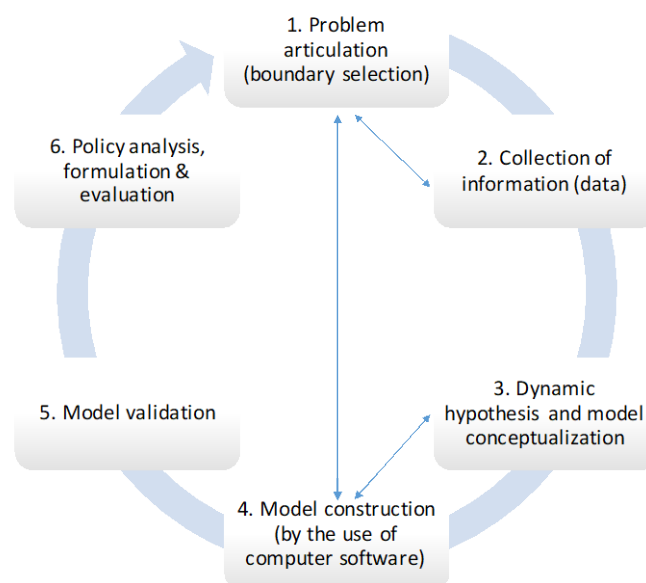 1. Problem
articulation
(boundary selection)
2. Collection of
information (data)
3. Dynamic
hypothesis and model
conceptualization
4. Model construction
(by the use of
computer software)
5. Model validation
6. Policy analysis,
formulation &
evaluation